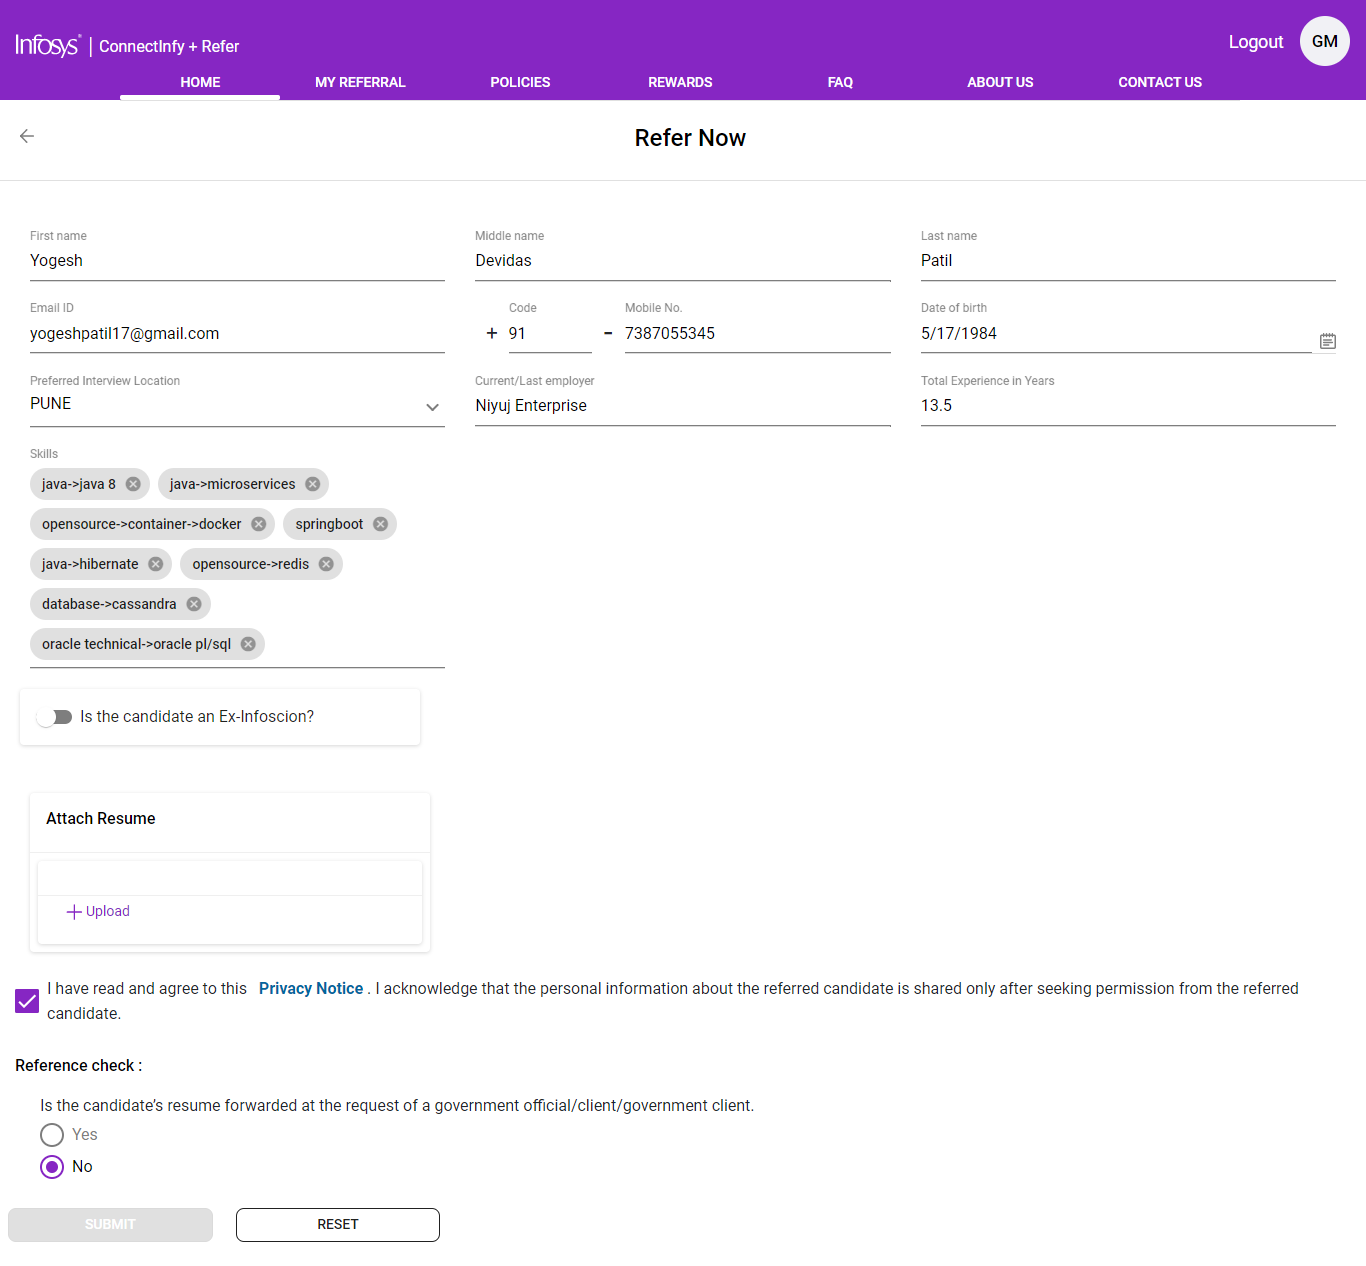 Infosys | ConnectInfy + Refer
Logout
GM
HOME
MY REFERRAL
POLICIES
REWARDS
FAQ
ABOUT US
CONTACT US
Refer Now
First name
Middle name
Last name
Yogesh
Devidas
Patil
Email ID
Code
Mobile No.
Date of birth
yogeshpatil17@gmail.com
+ 91
- 7387055345
5/17/1984
Preferred Interview Location
Current/Last employer
Total Experience in Years
PUNE
Niyuj Enterprise
13.5
Skills
java->java 8
java->microservices
opensource->container->docker
springboot
java->hibernate
opensource->redis
database->cassandra
oracle technical->oracle pl/sql
Is the candidate an Ex-Infoscion?
Attach Resume
+ Upload
I have read and agree to this Privacy Notice . I acknowledge that the personal information about the referred candidate is shared only after seeking permission from the referred
candidate.
Reference check :
Is the candidate’s resume forwarded at the request of a government official/client/government client.
Yes
No
SUBMIT
RESET